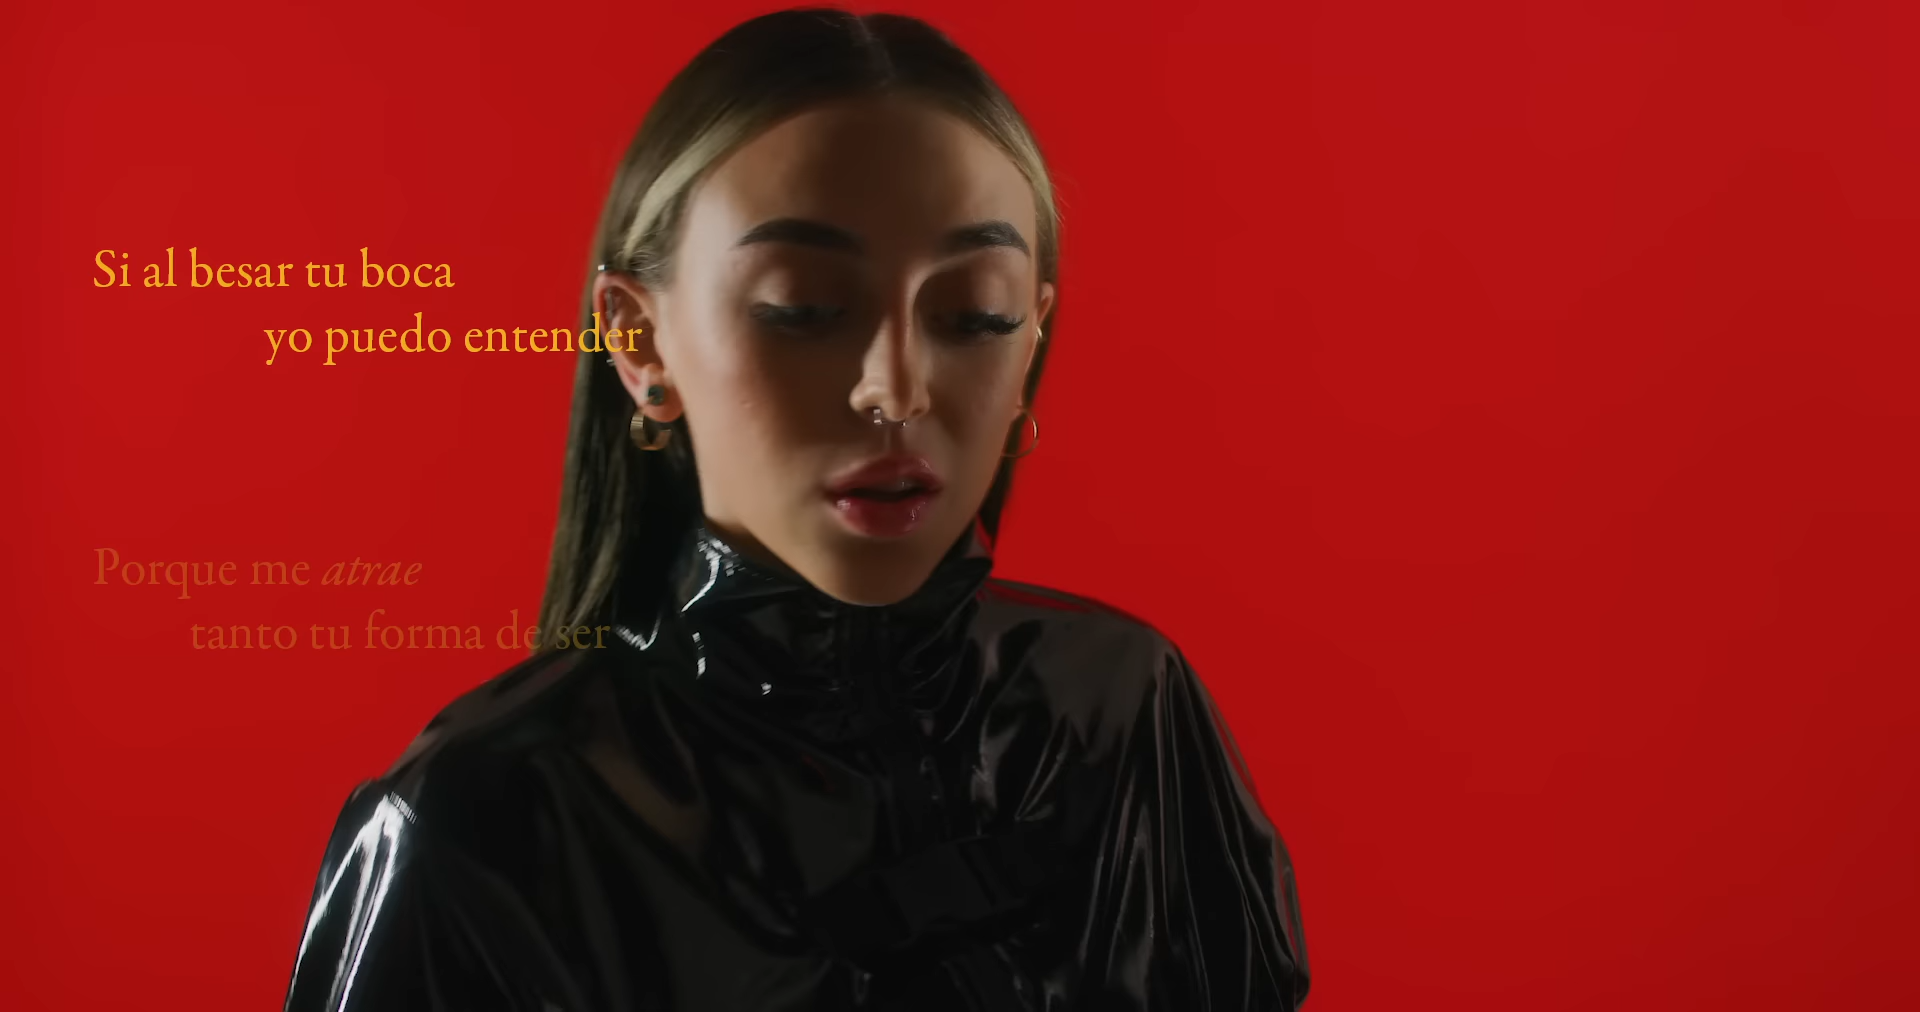 Si al besar tu boca
yo puedo entender
Porque me atrae
tanto tu forma de ser